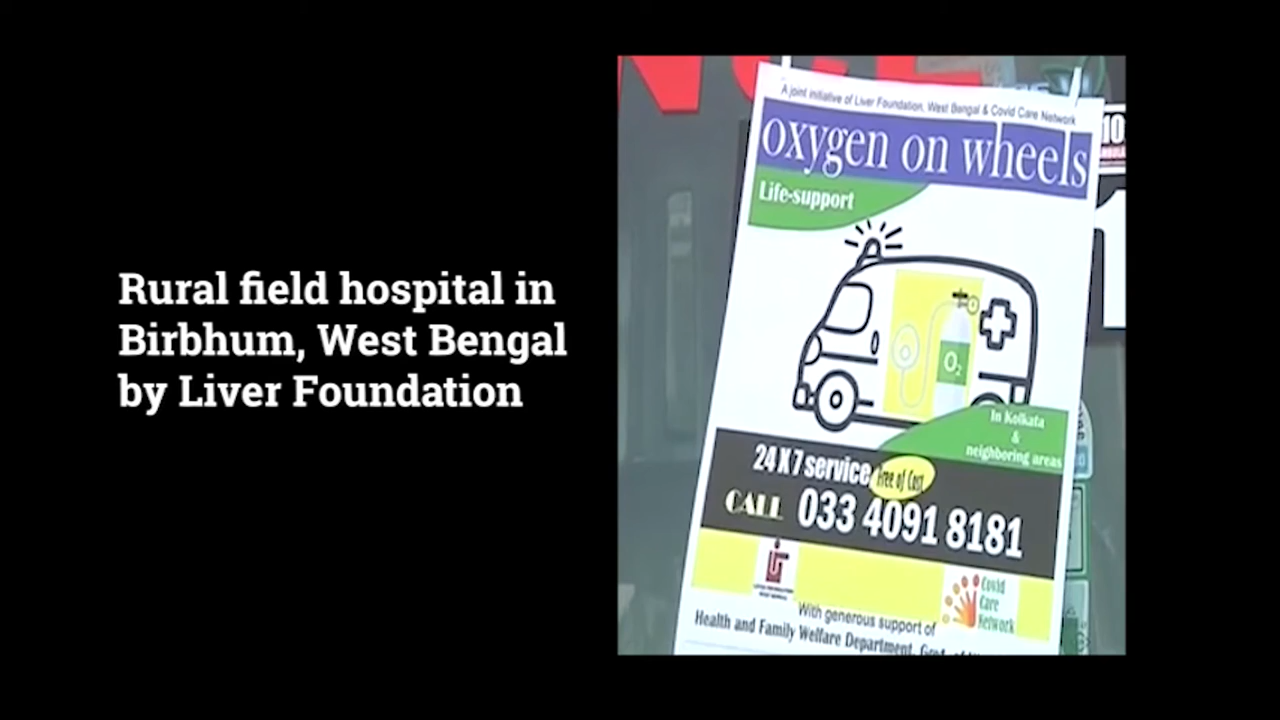 Rural field hospital in
Birbhum, West Bengal
by Liver Foundation
A joint initiative of Liver Foundation, West Bengal & Covid Care Network
oxygen on wheels
Life-support
O2
In Kolkata
&
neighboring areas
24 X 7 service Free of Cost
CALL 033 4091 8181
Covid
Care
Network
With generous support of
Health and Family Welfare Department,